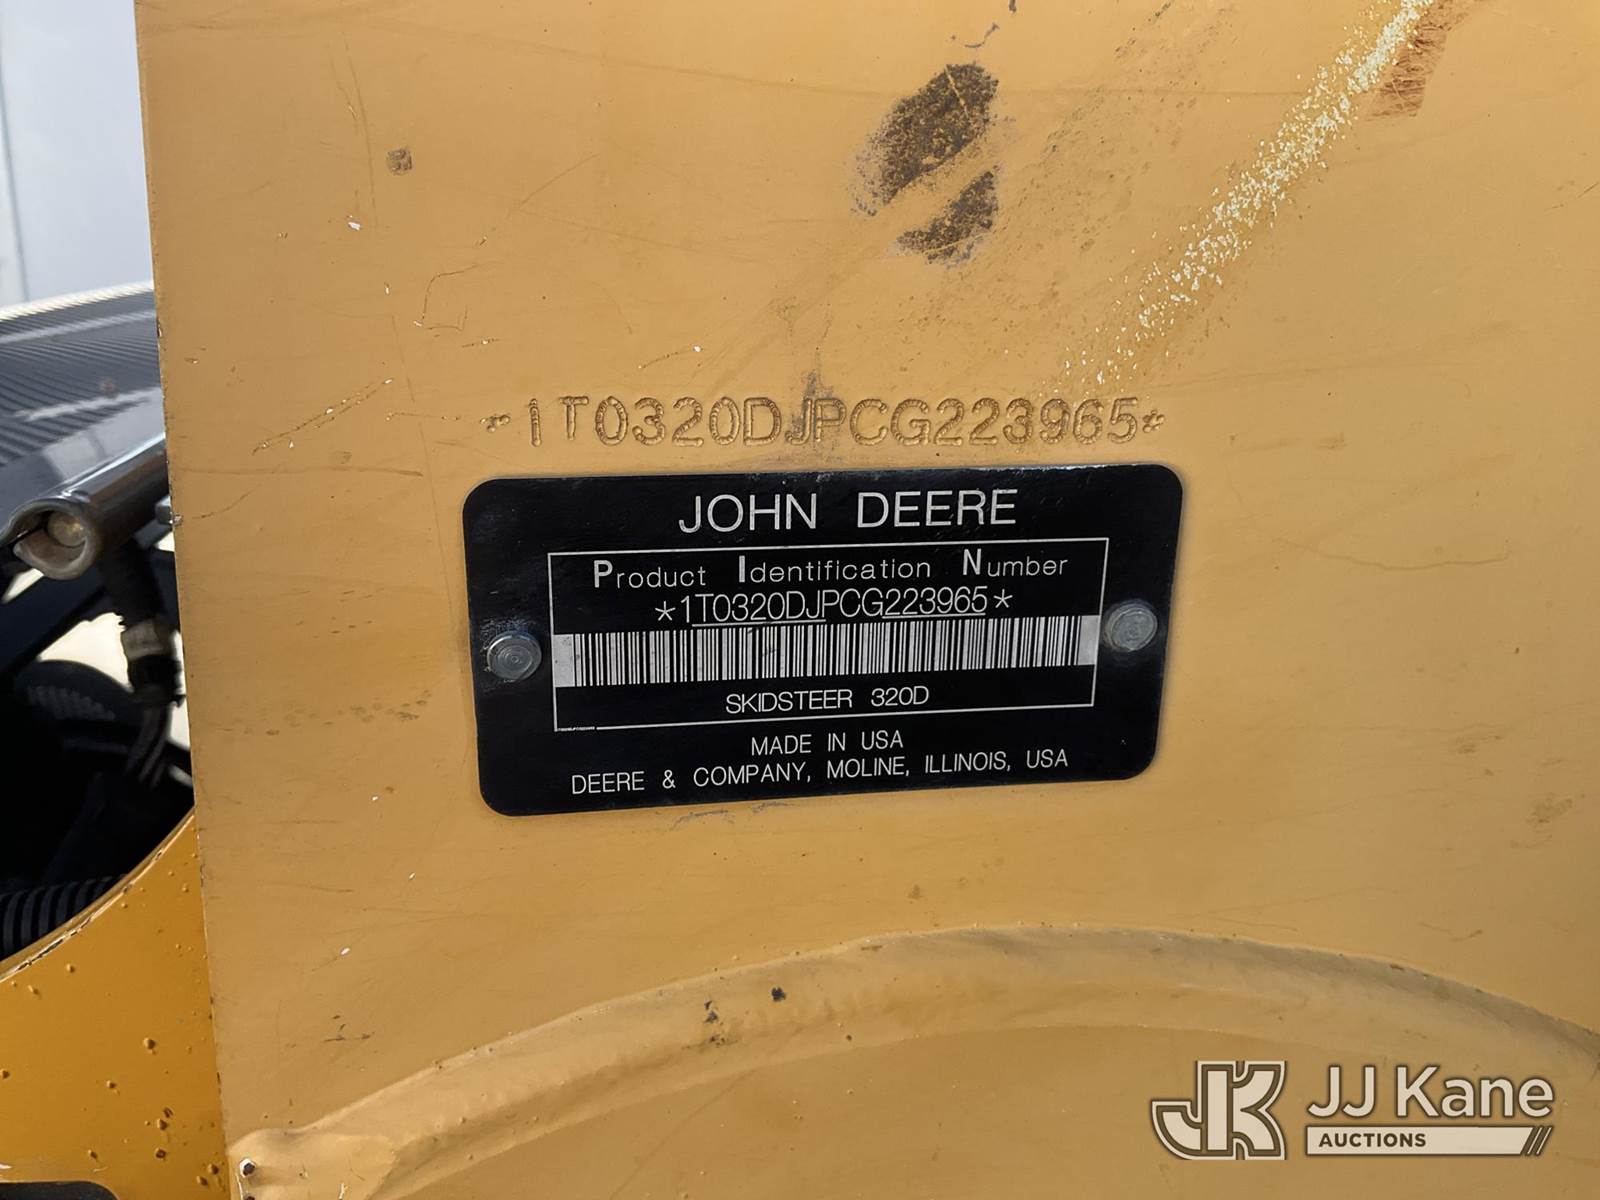 *1T0320DJPCG223965*
JOHN DEERE
Product Identification Number
*1T0320DJPCG223965*
SKIDSTEER 320D
MADE IN USA
DEERE & COMPANY, MOLINE, ILLINOIS, USA
JK JJ Kane
AUCTIONS